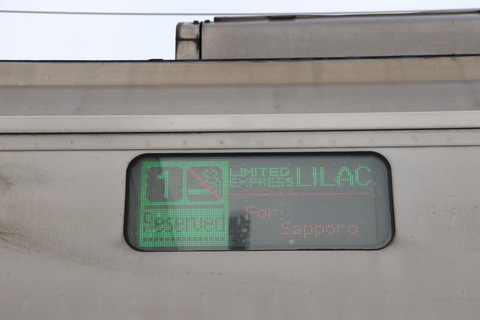 1
Reserved
LIMITED
EXPRESS LILAC
For
Sapporo